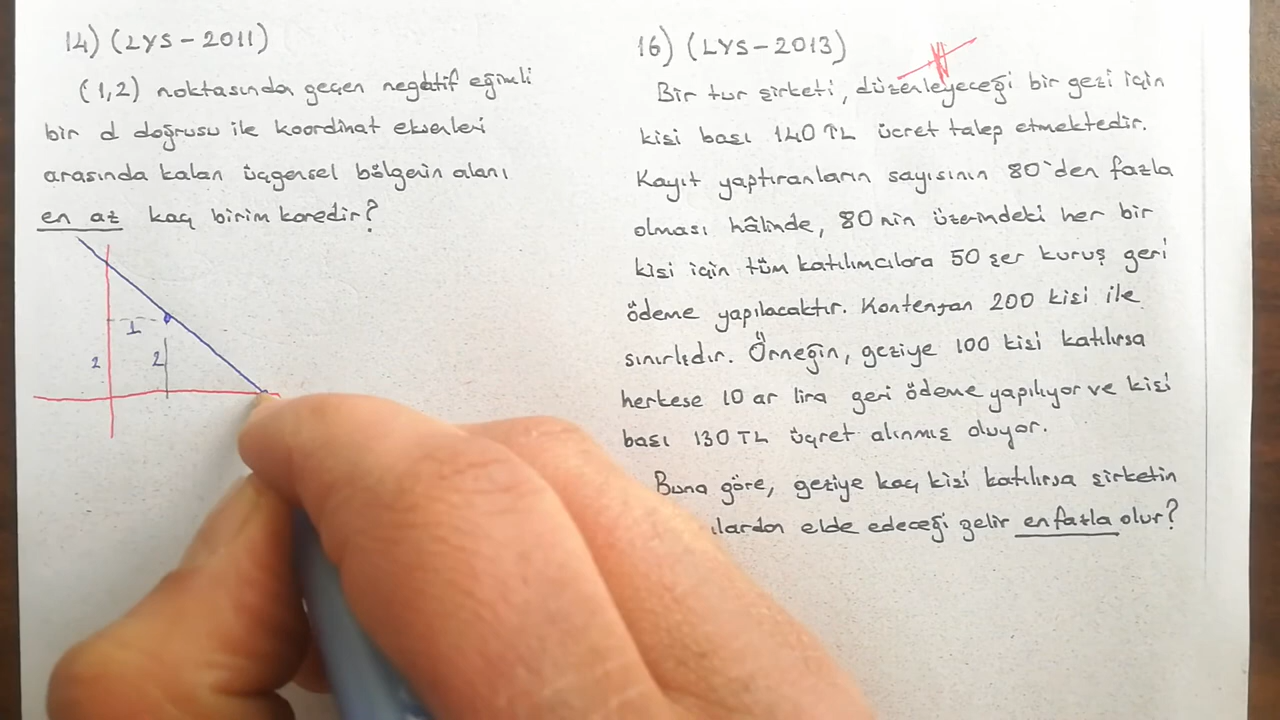 14) (LYS-2011)
(1,2) noktasından geçen negatif eğimli
bir d doğrusu ile koordinat eksenleri
arasında kalan üçgensel bölgenin alanı
en az kaç birim karedir?
1
2
2
16) (LYS-2013)
Bir tur şirketi, düzenleyeceği bir gezi için
kişi başı 140 TL ücret talep etmektedir.
Kayıt yaptıranların sayısının 80'den fazla
olması hâlinde, 80 nin üzerindeki her bir
kişi için tüm katılımcılara 50 şer kuruş geri
ödeme yapılacaktır. Kontenjan 200 kişi ile
sınırlıdır. Örneğin, geziye 100 kişi katılırsa
herkese 10 ar lira geri ödeme yapılıyor ve kişi
başı 130 TL ücret alınmış oluyor.
Buna göre, geziye kaç kişi katılırsa şirketin
elde edeceği gelir en fazla olur?